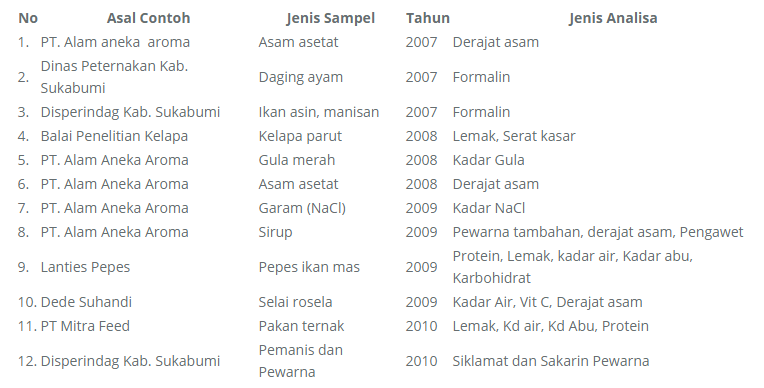 No Asal Contoh Jenis Sampel Tahun Jenis Analisa
1. PT. Alam aneka aroma Asam asetat 2007 Derajat asam
2. Dinas Peternakan Kab. Sukabumi Daging ayam 2007 Formalin
3. Disperindag Kab. Sukabumi Ikan asin, manisan 2007 Formalin
4. Balai Penelitian Kelapa Kelapa parut 2008 Lemak, Serat kasar
5. PT. Alam Aneka Aroma Gula merah 2008 Kadar Gula
6. PT. Alam Aneka Aroma Asam asetat 2008 Derajat asam
7. PT. Alam Aneka Aroma Garam (NaCl) 2009 Kadar NaCl
8. PT. Alam Aneka Aroma Sirup 2009 Pewarna tambahan, derajat asam, Pengawet
9. Lanties Pepes Pepes ikan mas 2009 Protein, Lemak, kadar air, Kadar abu, Karbohidrat
10. Dede Suhandi Selai rosela 2009 Kadar Air, Vit C, Derajat asam
11. PT Mitra Feed Pakan ternak 2010 Lemak, Kd air, Kd Abu, Protein
12. Disperindag Kab. Sukabumi Pemanis dan Pewarna 2010 Siklamat dan Sakarin Pewarna